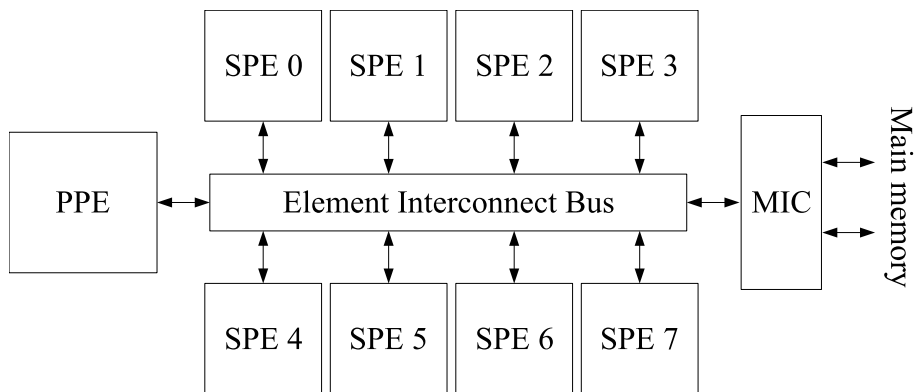 SPE 0
SPE 1
SPE 2
SPE 3
PPE
Element Interconnect Bus
MIC
Main memory
SPE 4
SPE 5
SPE 6
SPE 7